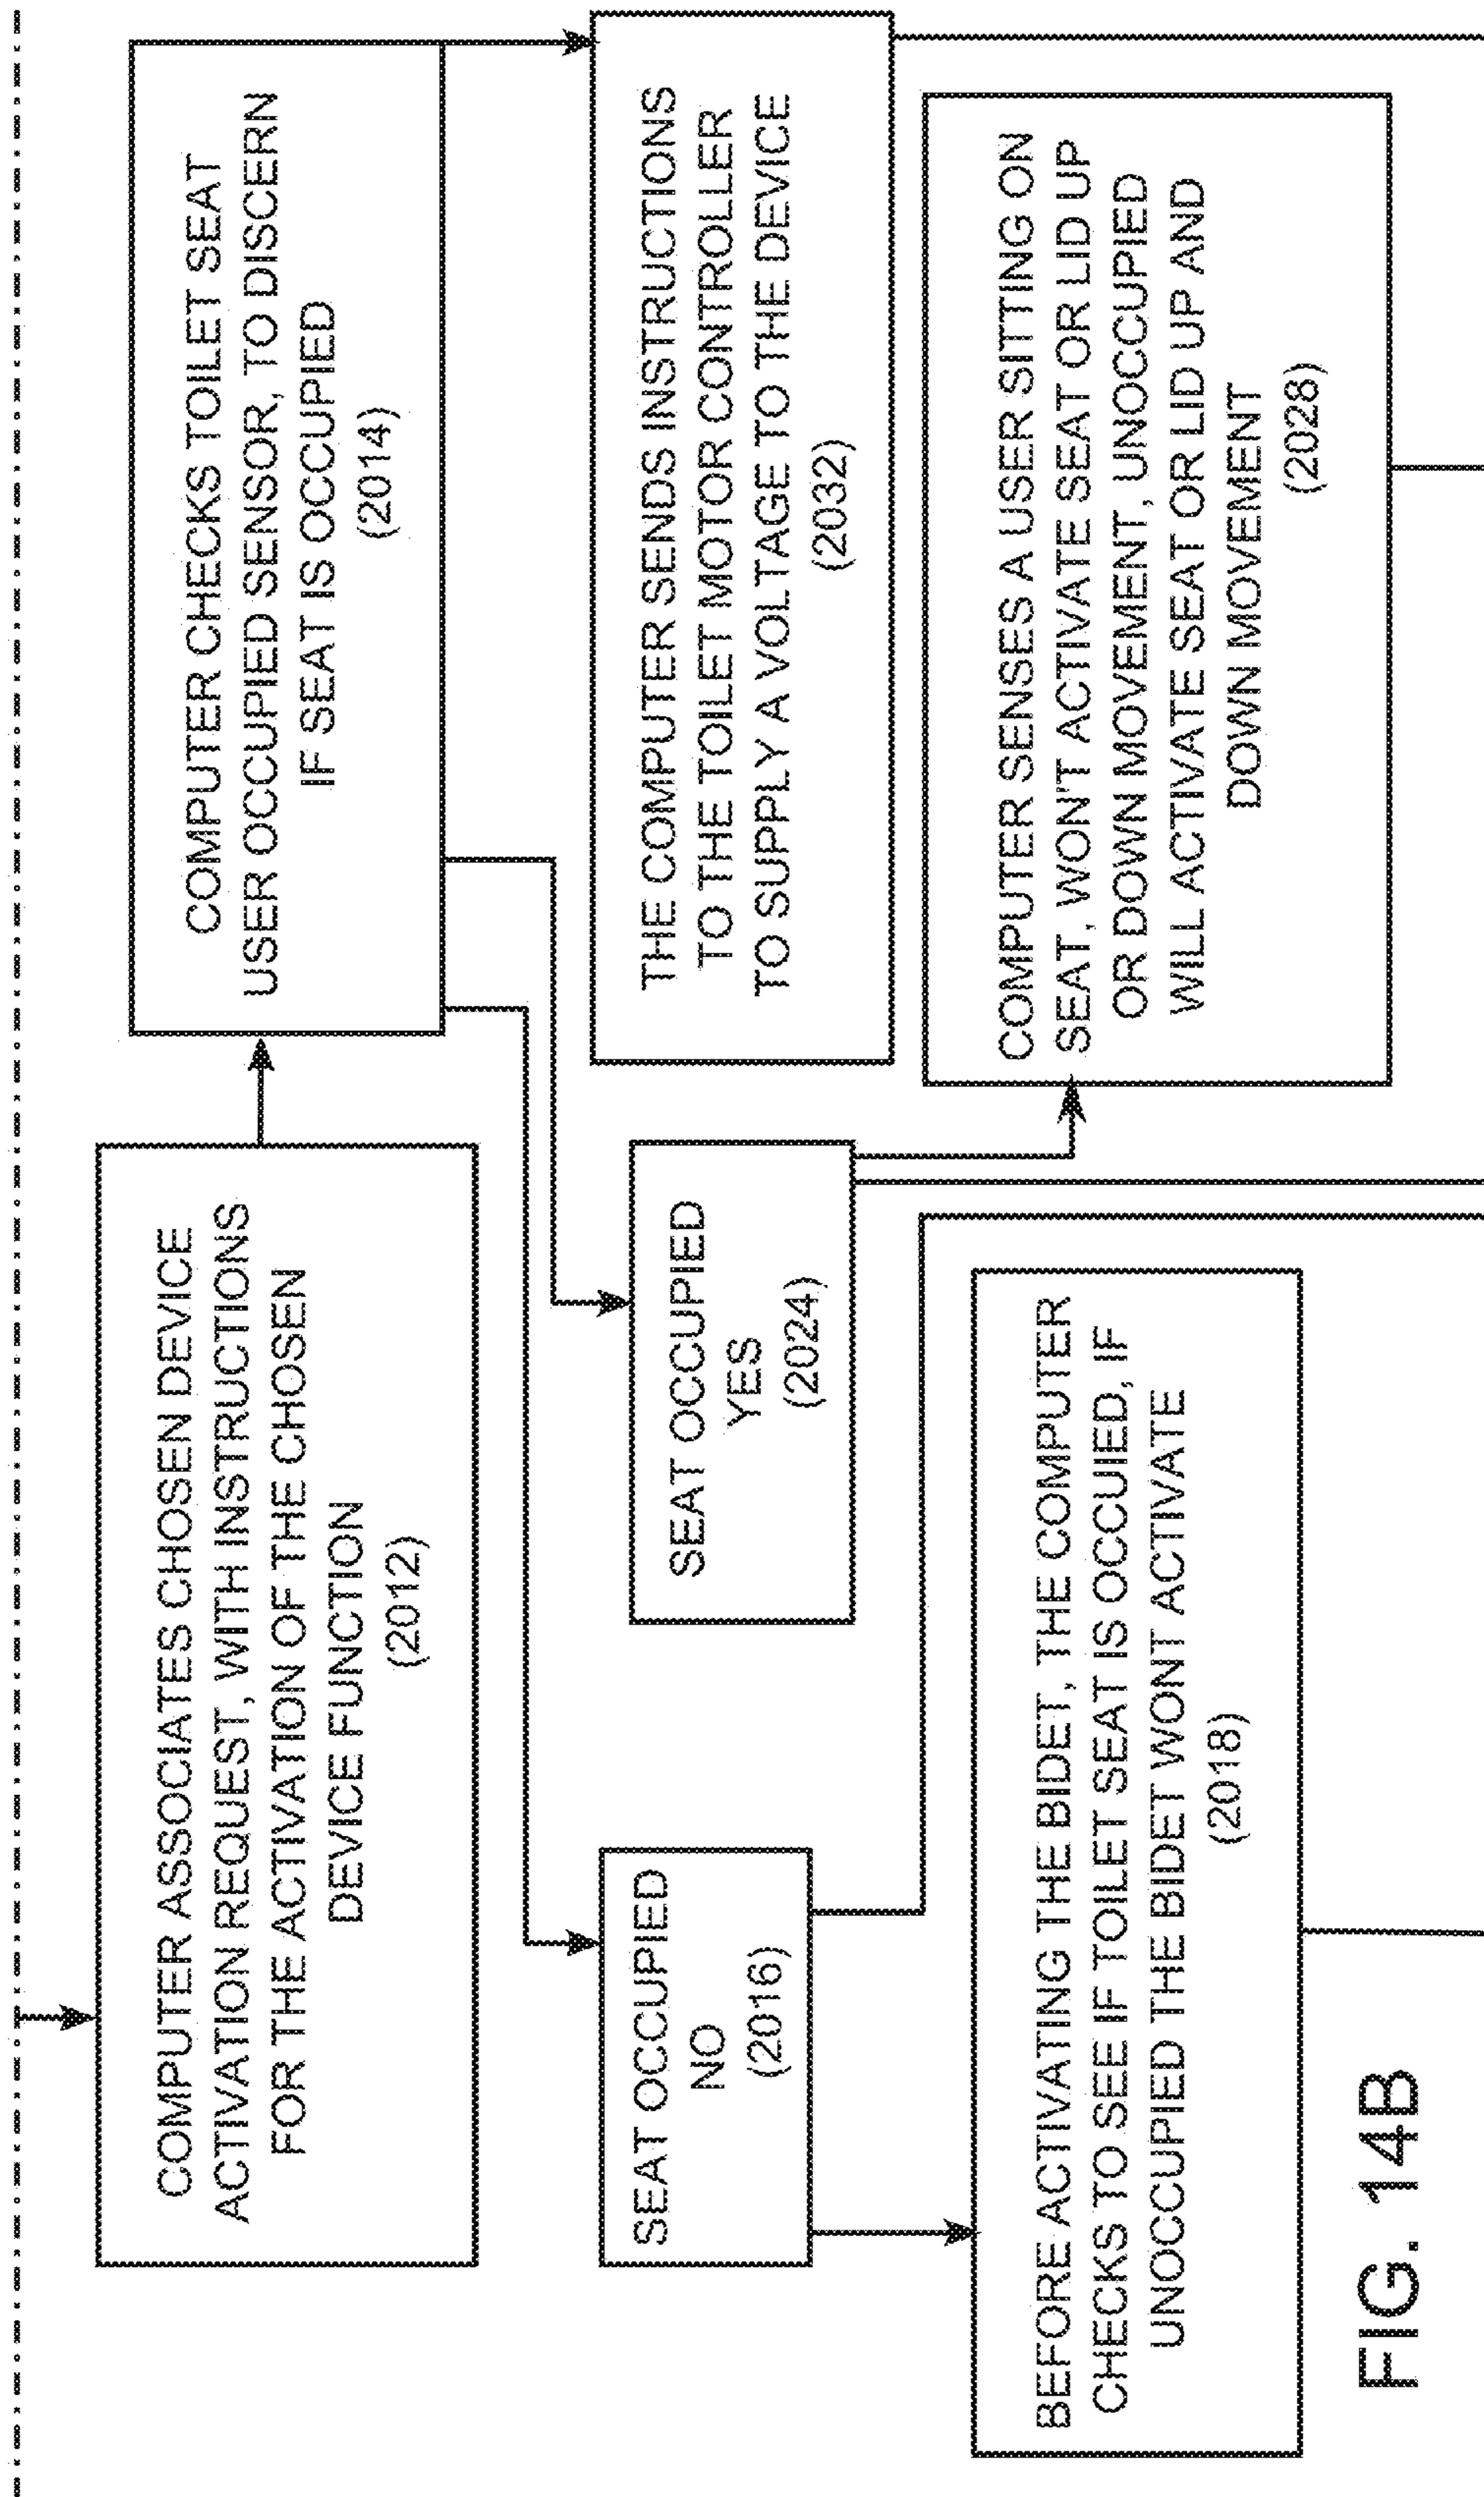 COMPUTER ASSOCIATES CHOSEN DEVICE
ACTIVATION REQUEST, WITH INSTRUCTIONS
FOR THE ACTIVATION OF THE CHOSEN
DEVICE FUNCTION
(2012)
COMPUTER CHECKS TOILET SEAT
USER OCCUPIED SENSOR, TO DISCERN
IF SEAT IS OCCUPIED
(2014)
SEAT OCCUPIED
NO
(2016)
SEAT OCCUPIED
YES
(2024)
THE COMPUTER SENDS INSTRUCTIONS
TO THE TOILET MOTOR CONTROLLER
TO SUPPLY A VOLTAGE TO THE DEVICE
(2032)
BEFORE ACTIVATING THE BIDET, THE COMPUTER
CHECKS TO SEE IF TOILET SEAT IS OCCUIED, IF
UNOCCUPIED THE BIDET WONT ACTIVATE
(2018)
COMPUTER SENSES A USER SITTING ON
SEAT, WON'T ACTIVATE SEAT OR LID UP
OR DOWN MOVEMENT, UNOCCUPIED
WILL ACTIVATE SEAT OR LID UP AND
DOWN MOVEMENT
(2028)
FIG. 14B